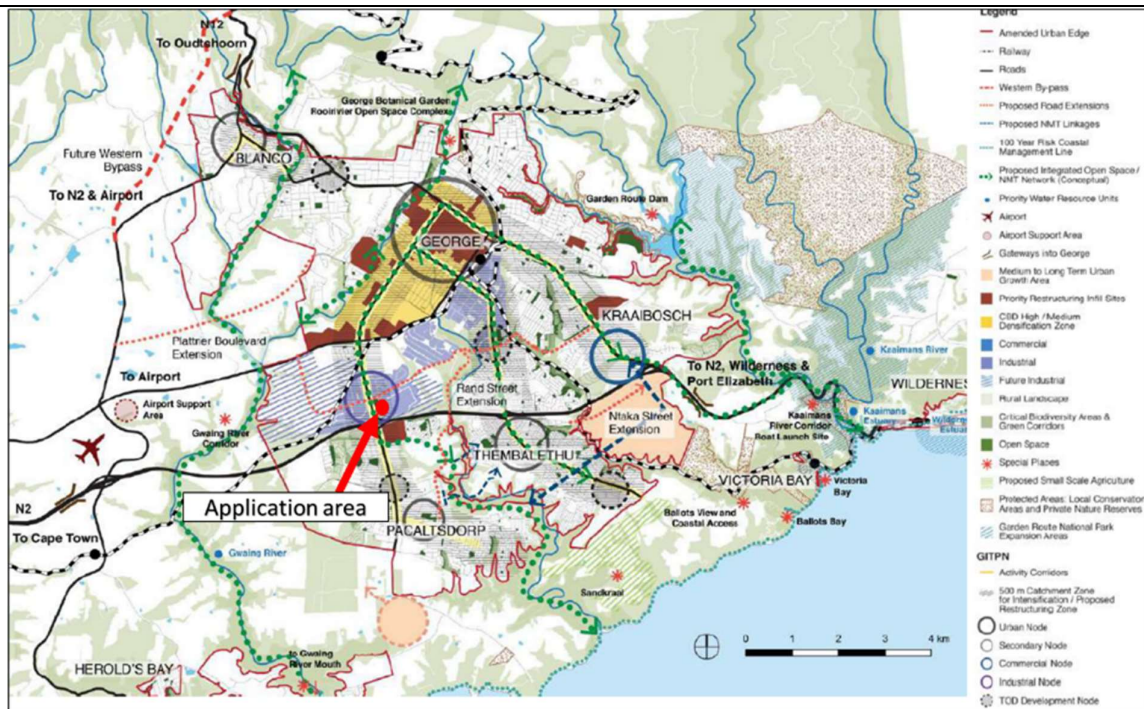 N12
To Oudtshoorn
George Botanical Garden
Rooirivier Open Space Complex
BLANCO
Future Western
Bypass
To N2 & Airport
Garden Route Dam
GEORGE
KRAAIBOSCH
Plattner Boulevard
Extension
To Airport
Airport Support
Area
Gwaing River
Corridor
Rand Street
Extension
To N2, Wilderness &
Port Elizabeth
Kaaimans River
WILDERNES
Kaaimans
River Corridor
Boat Launch Site
Kaaimans
Estuary
Ntaka Street
Extension
THEMBALETHU
VICTORIA BAY
Victoria
Bay
Ballots View and
Coastal Access
Ballots Bay
Application area
N2
To Cape Town
PACALTSDORP
Gwaing River
Sandkraal
to Gwaing
River Mouth
HEROLD'S BAY
0 1 2 3 4 km
Legend
Amended Urban Edge
Railway
Roads
Western By-pass
Proposed Road Extensions
Proposed NMT Linkages
100 Year Risk Coastal
Management Line
Proposed Integrated Open Space /
NMT Network (Conceptual)
Priority Water Resource Units
Airport
Airport Support Area
Gateways into George
Medium to Long Term Urban
Growth Area
Priority Restructuring Infill Sites
CBD High / Medium
Densification Zone
Commercial
Industrial
Future Industrial
Rural Landscape
Critical Biodiversity Areas &
Green Corridors
Open Space
Special Places
Proposed Small Scale Agriculture
Protected Areas: Local Conservation
Areas and Private Nature Reserves
Garden Route National Park
Expansion Areas
GITPN
Activity Corridors
500 m Catchment Zone
for Intensification / Proposed
Restructuring Zone
Urban Node
Secondary Node
Commercial Node
Industrial Node
TOD Development Node